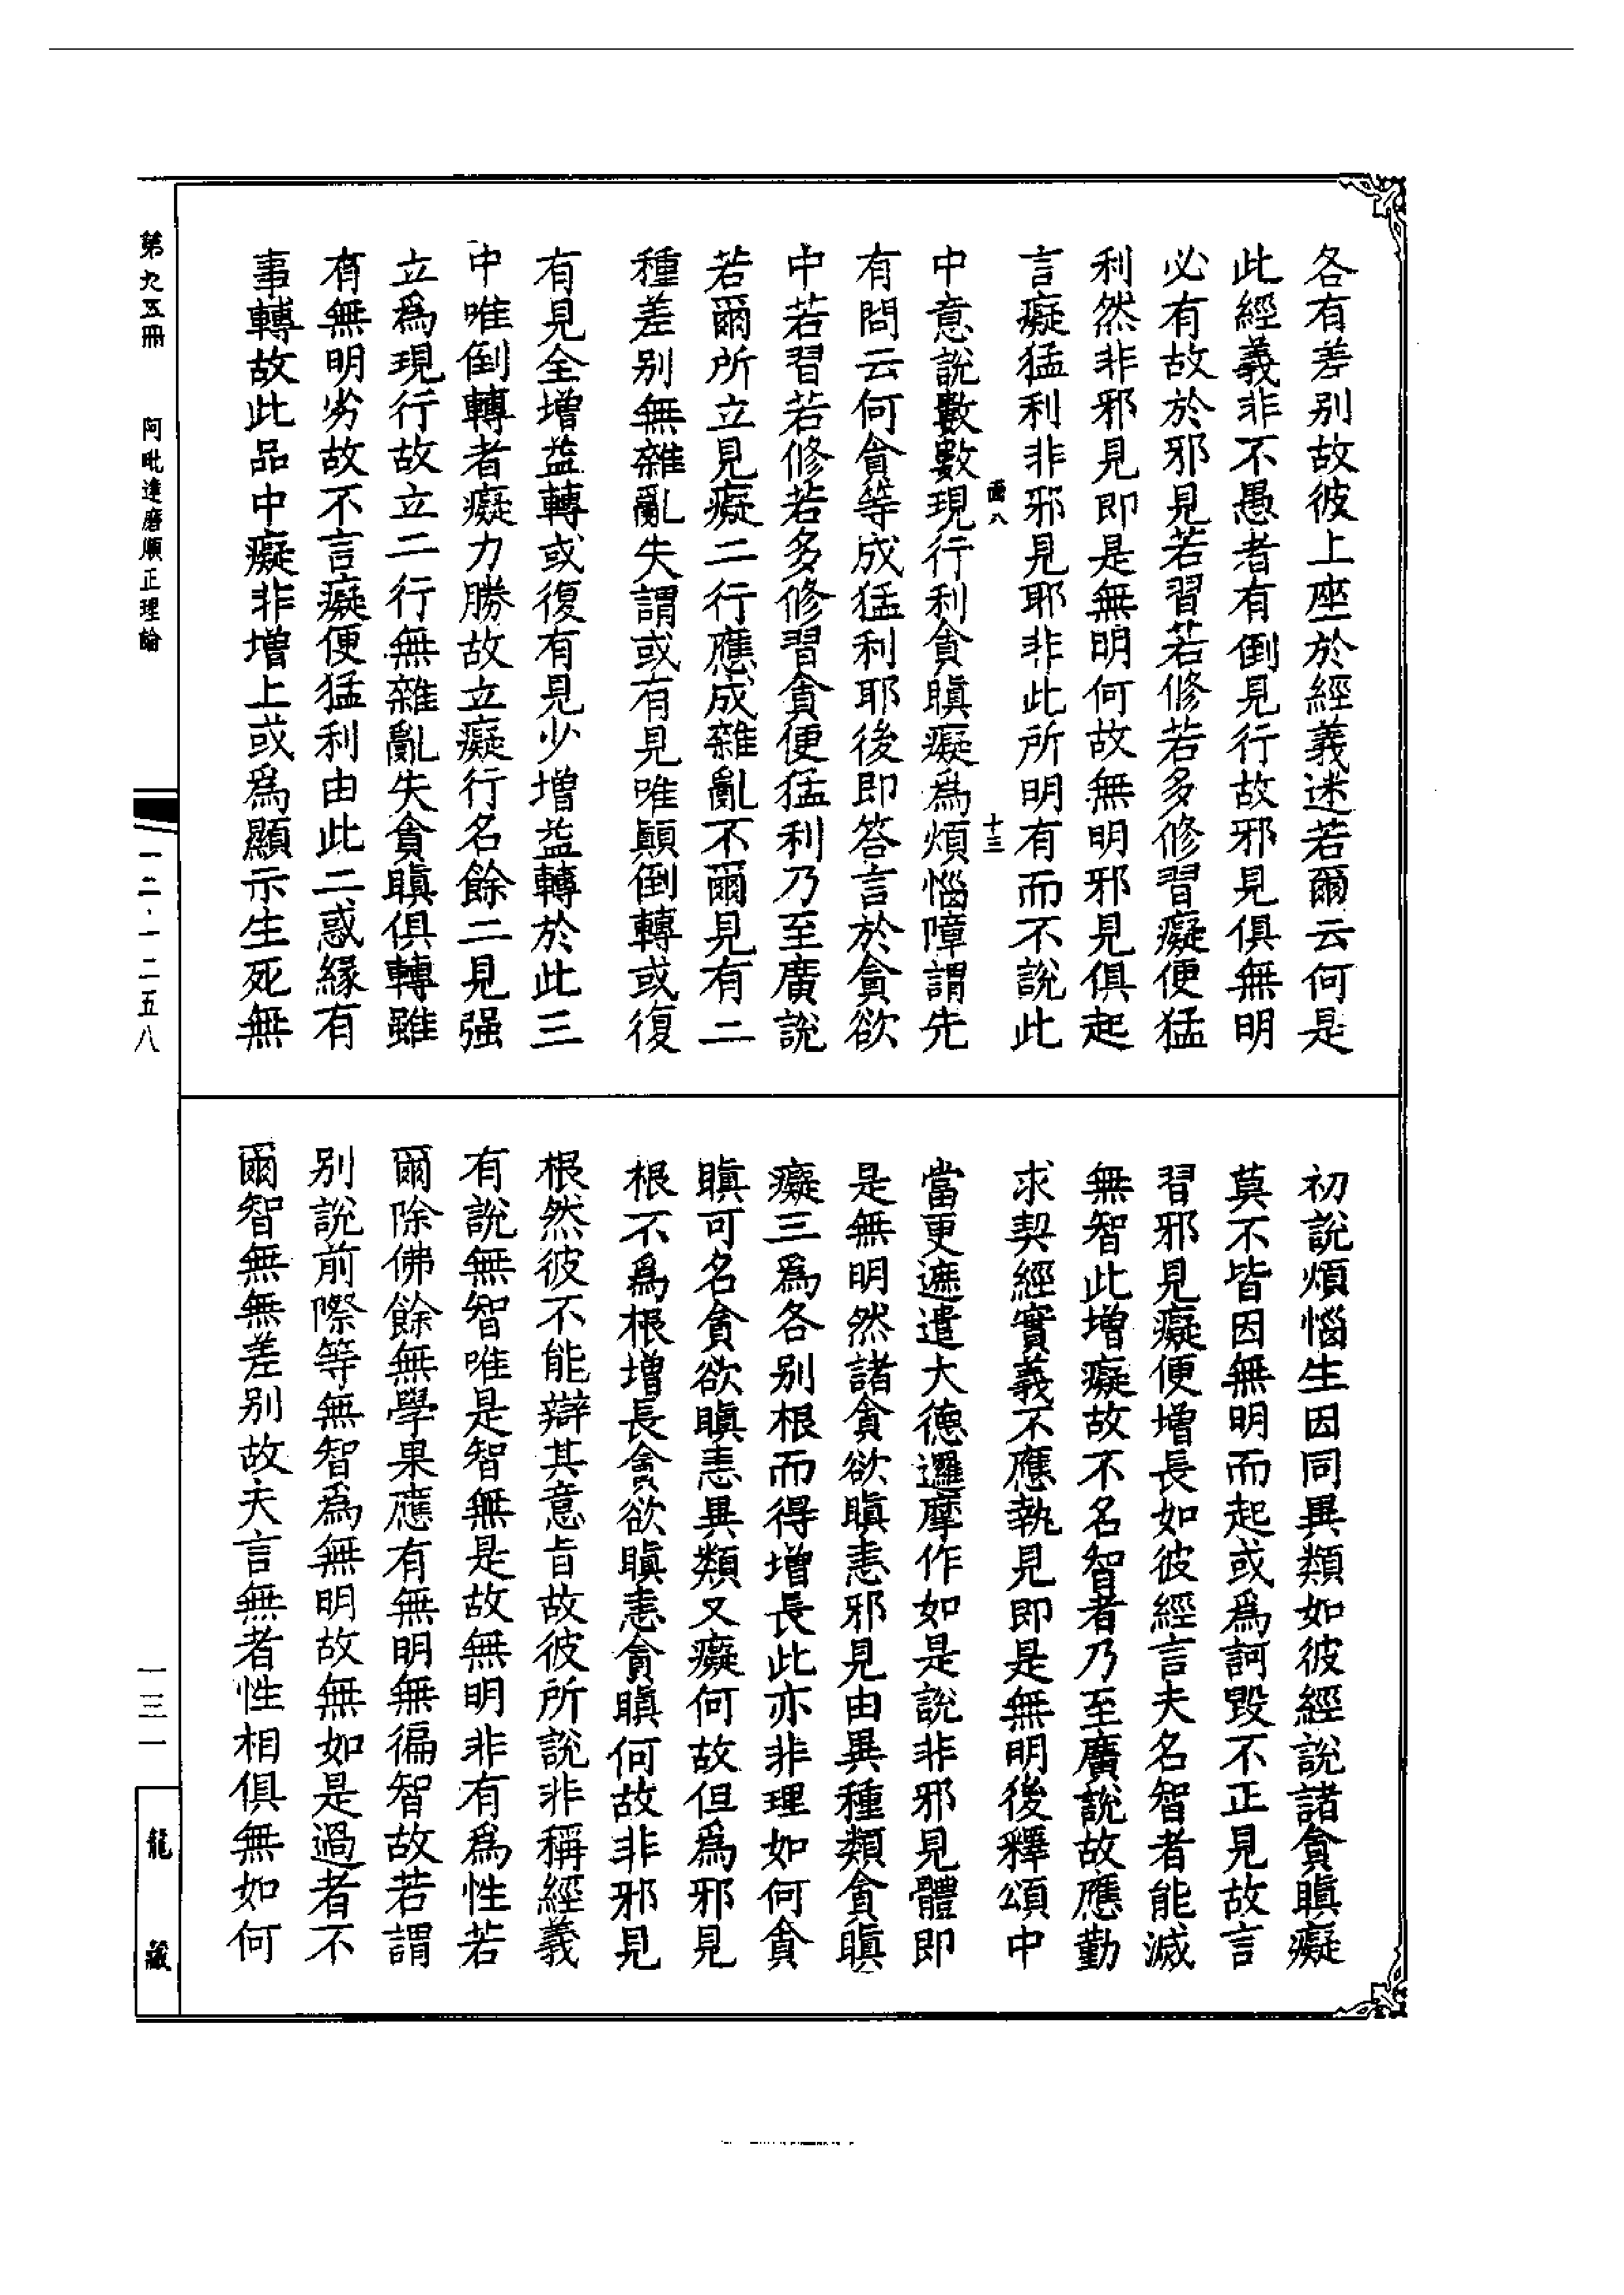 各有差别故彼上座於經義迷若爾云何是
此經義非不愚者有倒見行故邪見俱無明
必有故於邪見若習若修若多修習癡便猛
利然非邪見即是無明何故無明邪見俱起
言癡猛利非邪見耶非此所明有而不說此
面八
十三
中意說數數現行利貪瞋癡爲煩惱障謂先
有問云何貪等成猛利耶後即答言於貪欲
中若習若修若多修習貪便猛利乃至廣說
若爾所立見癡二行應成雜亂不爾見有二
種差别無雜亂失謂或有見唯顚倒轉或復
有見全增益轉或復有見少增益轉於此三
中唯倒轉者癡力勝故立癡行名餘二見强
立爲現行故立二行無雜亂失貪瞋俱轉雖
有無明劣故不言癡便猛利由此二惑緣有
事轉故此品中癡非增上或爲顯示生死無
初說煩惱生因同異類如彼經說諸貪瞋癡
莫不皆因無明而起或爲訶毀不正見故言
習邪見癡便增長如彼經言夫名智者能滅
無智此增癡故不名智者乃至廣說故應勤
求契經實義不應執見即是無明後釋頌中
當更遮遣大德邏摩作如是說非邪見體即
是無明然諸貪欲瞋恚邪見由異種類貪瞋
癡三爲各别根而得增長此亦非理如何貪
瞋可名貪欲瞋恚異類又癡何故但爲邪見
根不爲根增長貪欲瞋恚貪瞋何故非邪見
根然彼不能辯其意旨故彼所說非稱經義
有說無智唯是智無是故無明非有爲性若
爾除佛餘無學果應有無明無徧智故若謂
别說前際等無智爲無明故無如是過者不
爾智無無差别故夫言無者性相俱無如何
第九五冊
阿毗達磨順正理論
一二·一二五八
一三一
龍藏